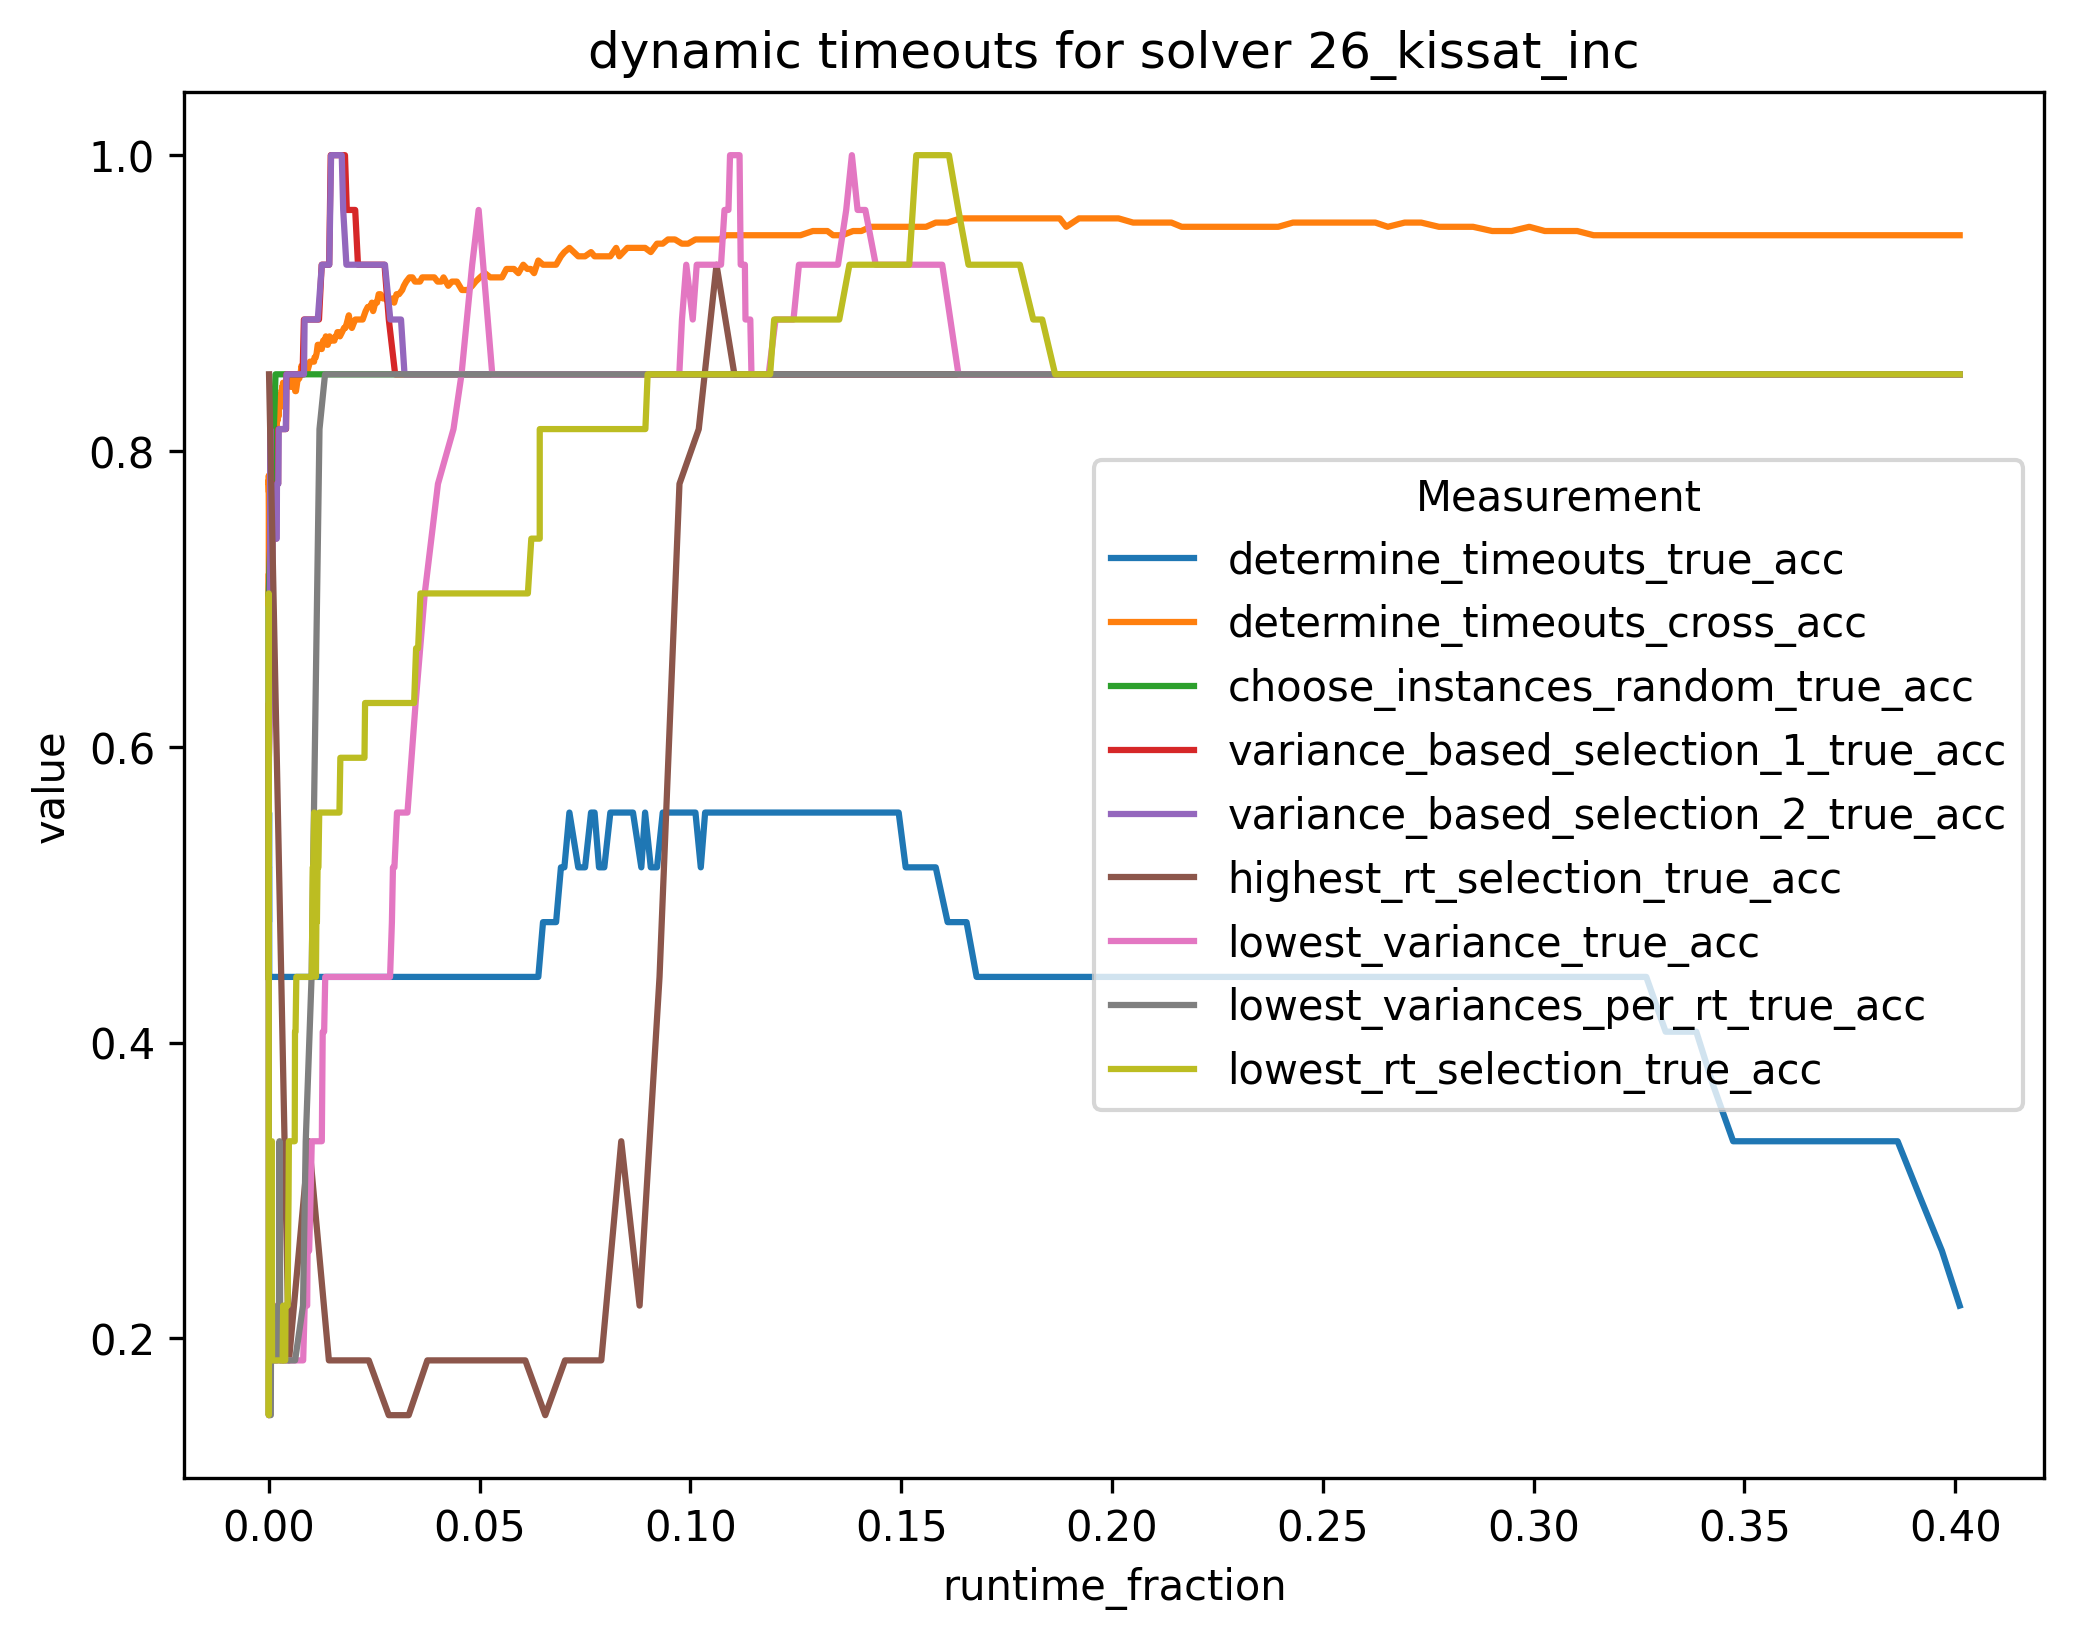 dynamic timeouts for solver 26_kissat_inc
1.0
0.8
0.6
0.4
0.2
value
Measurement
determine_timeouts_true_acc
determine_timeouts_cross_acc
choose_instances_random_true_acc
variance_based_selection_1_true_acc
variance_based_selection_2_true_acc
highest_rt_selection_true_acc
lowest_variance_true_acc
lowest_variances_per_rt_true_acc
lowest_rt_selection_true_acc
0.00 0.05 0.10 0.15 0.20 0.25 0.30 0.35 0.40
runtime_fraction